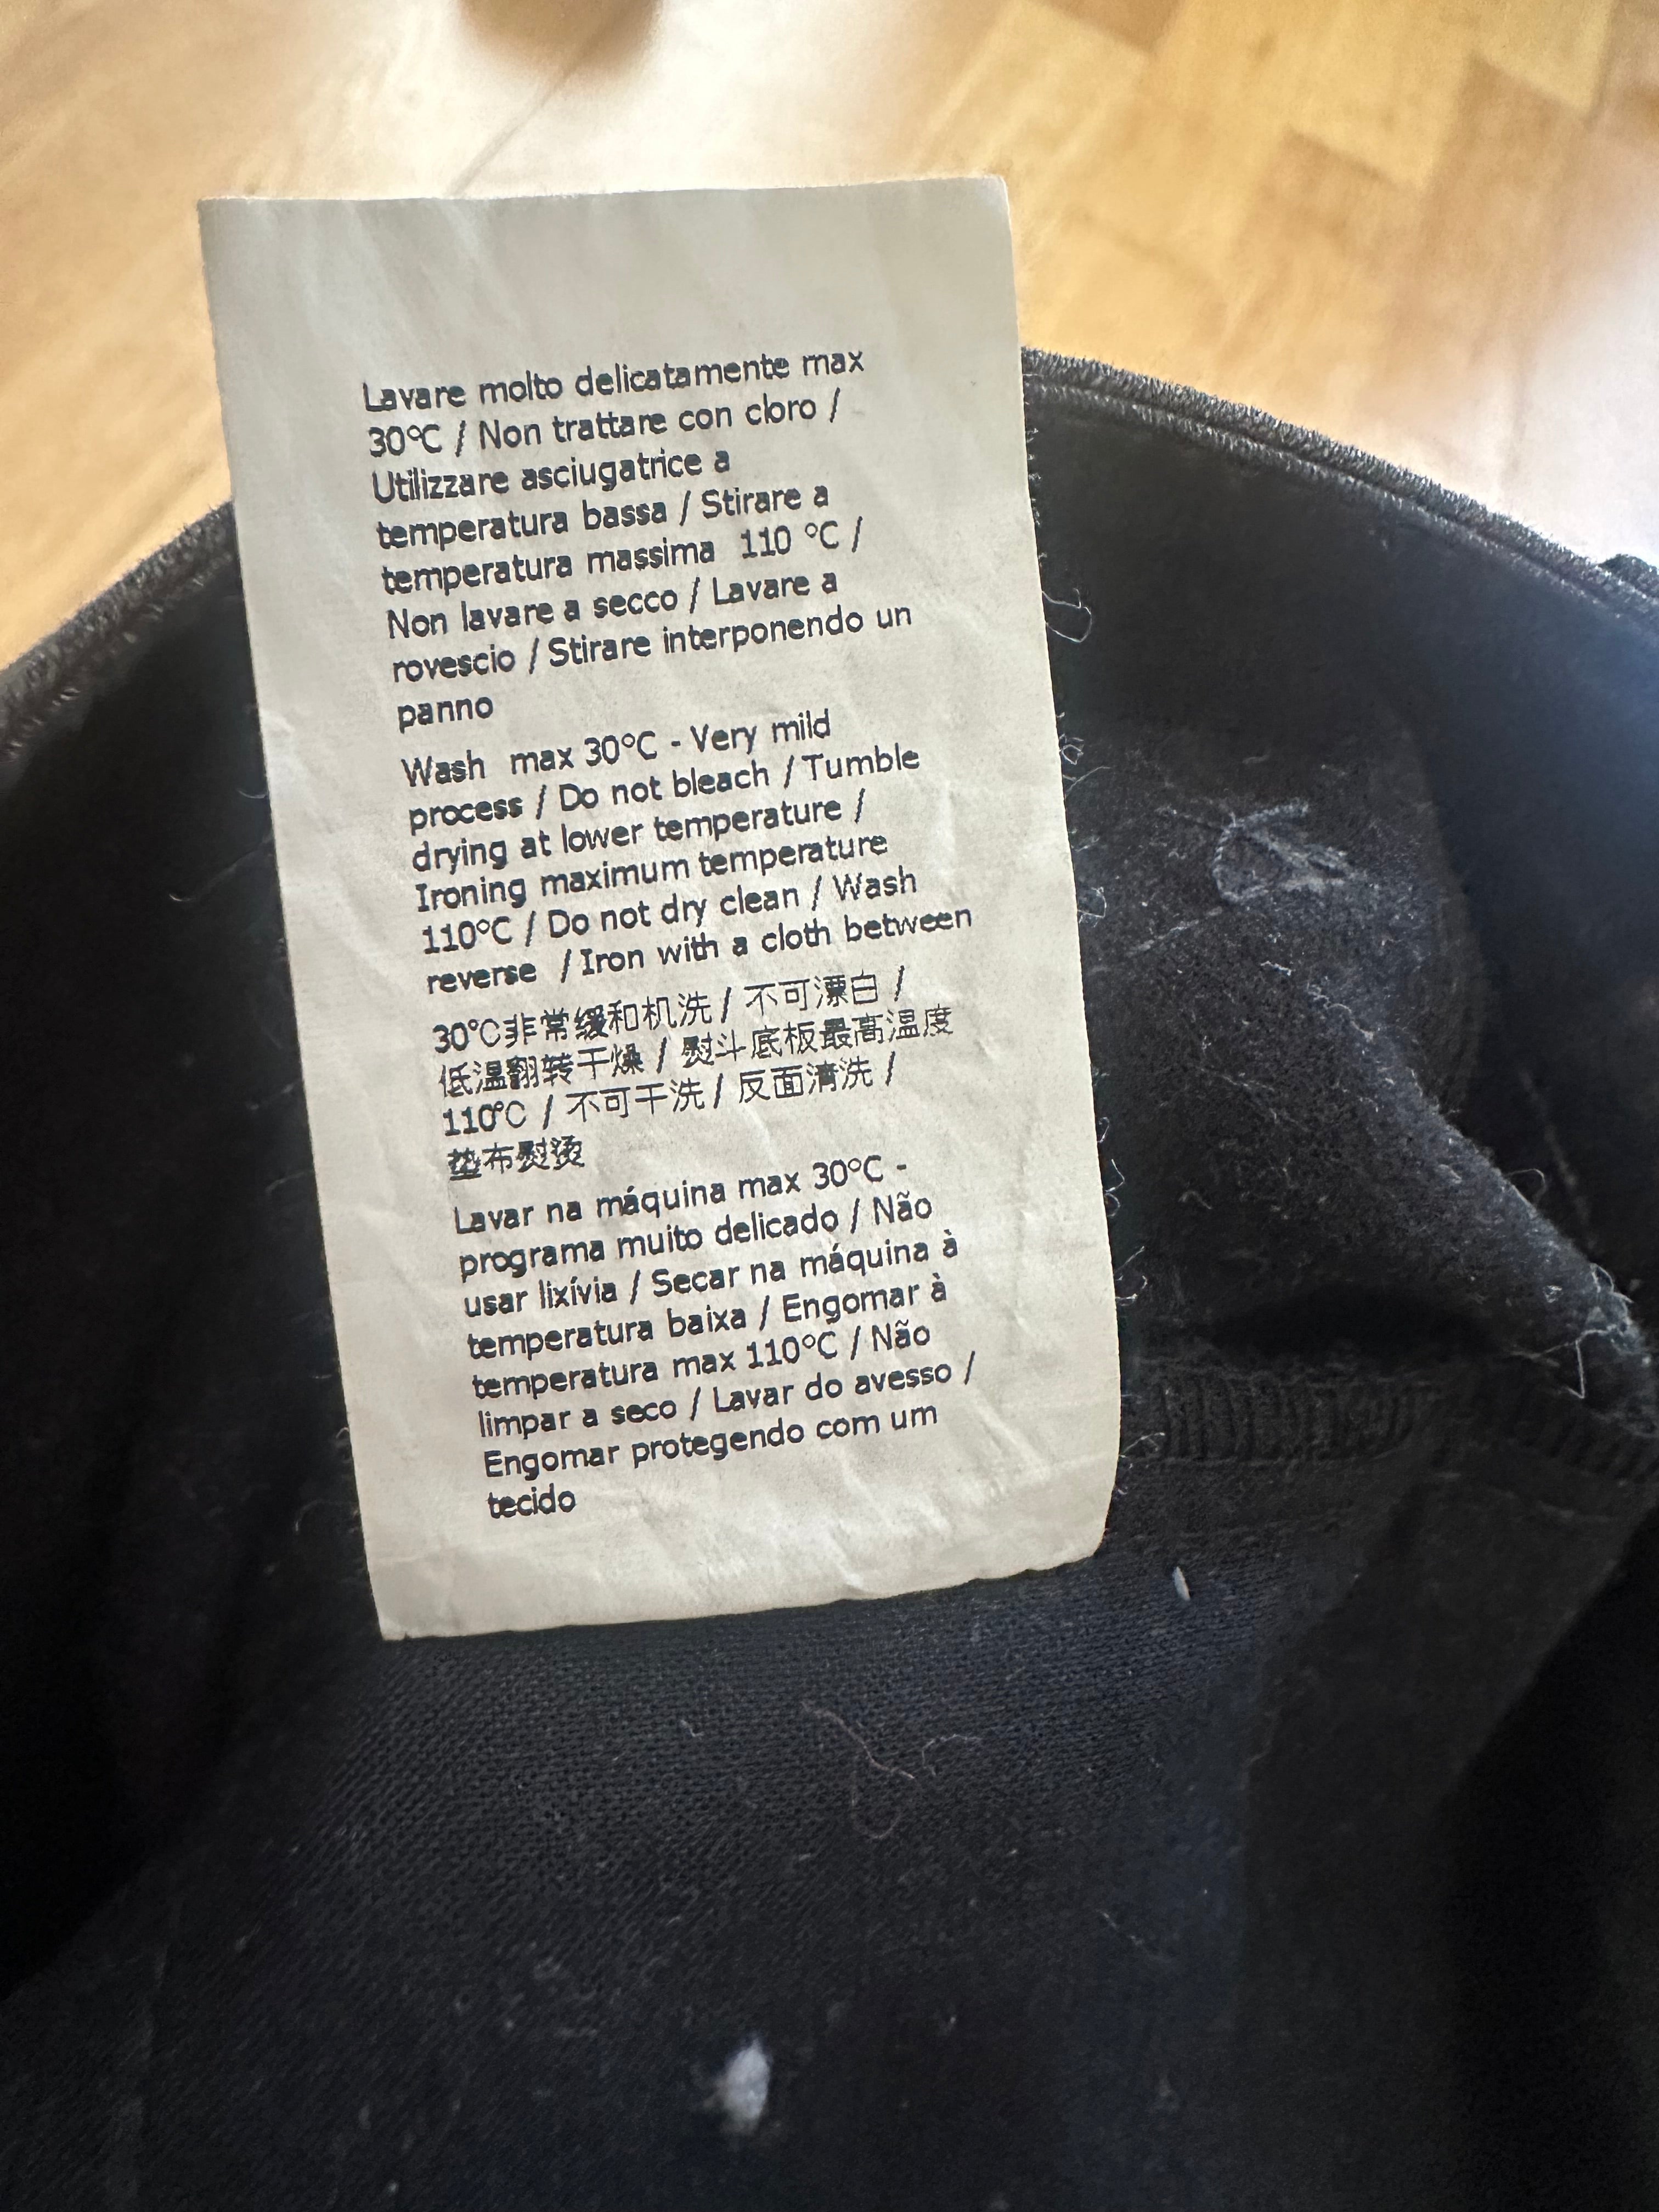 Lavare molto delicatamente max
30°C / Non trattare con cloro /
Utilizzare asciugatrice a
temperatura bassa / Stirare a
temperatura massima 110 °C /
Non lavare a secco / Lavare a
rovescio / Stirare interponendo un
panno
Wash max 30°C - Very mild
process / Do not bleach / Tumble
drying at lower temperature /
Ironing maximum temperature
110°C / Do not dry clean / Wash
reverse / Iron with a cloth between
30℃非常缓和机洗 / 不可漂白 /
低温翻转干燥 / 熨斗底板最高温度
110℃ / 不可干洗 / 反面清洗 /
垫布熨烫
Lavar na máquina max 30°C -
programa muito delicado / Não
usar lixívia / Secar na máquina à
temperatura baixa / Engomar à
temperatura max 110°C / Não
limpar a seco / Lavar do avesso /
Engomar protegendo com um
tecido